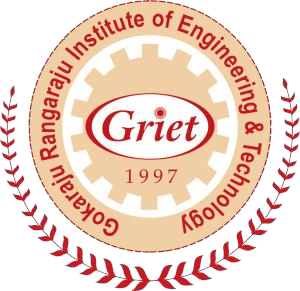 Gokaraju Rangaraju Institute of Engineering & Technology
Griet
1997